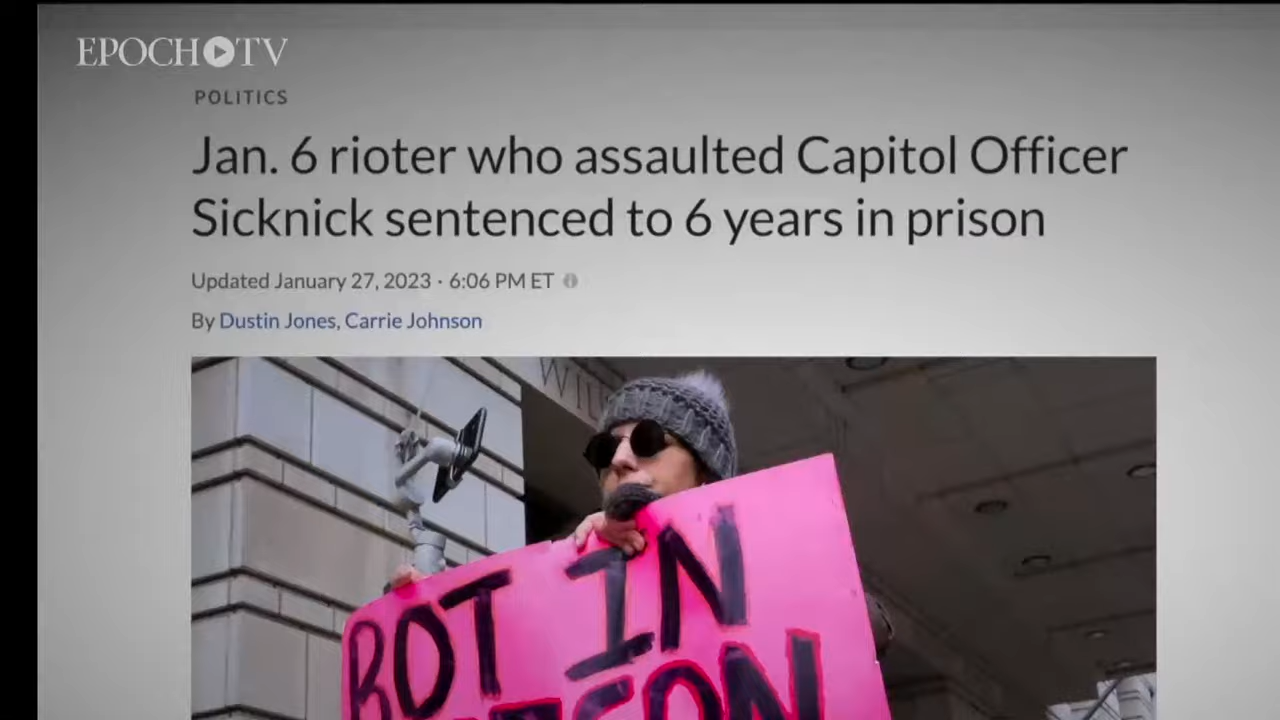 EPOCH TV
POLITICS
Jan. 6 rioter who assaulted Capitol Officer
Sicknick sentenced to 6 years in prison
Updated January 27, 2023 · 6:06 PM ET
By Dustin Jones, Carrie Johnson
WIL
ROT IN